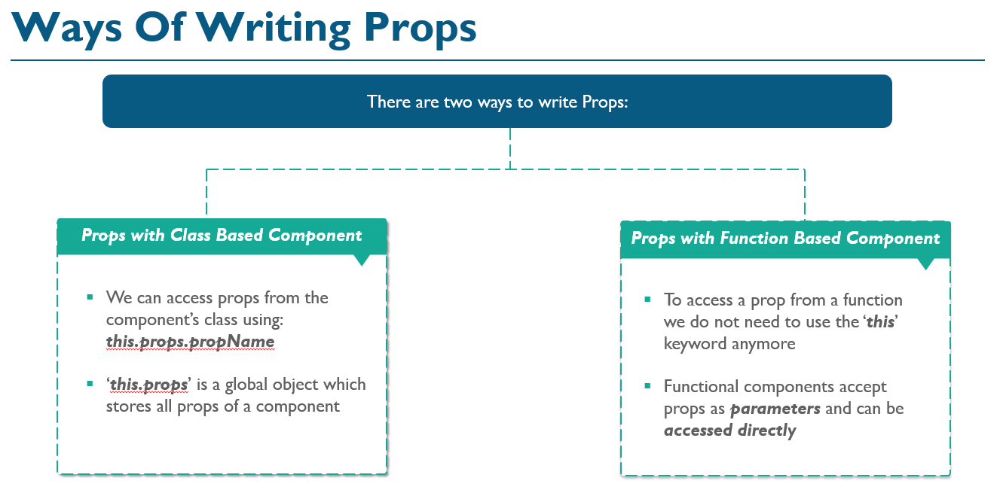 Ways Of Writing Props
There are two ways to write Props:
Props with Class Based Component
▪ We can access props from the
component’s class using:
this.props.propName
▪ ‘this.props’ is a global object which
stores all props of a component
Props with Function Based Component
▪ To access a prop from a function
we do not need to use the ‘this’
keyword anymore
▪ Functional components accept
props as parameters and can be
accessed directly